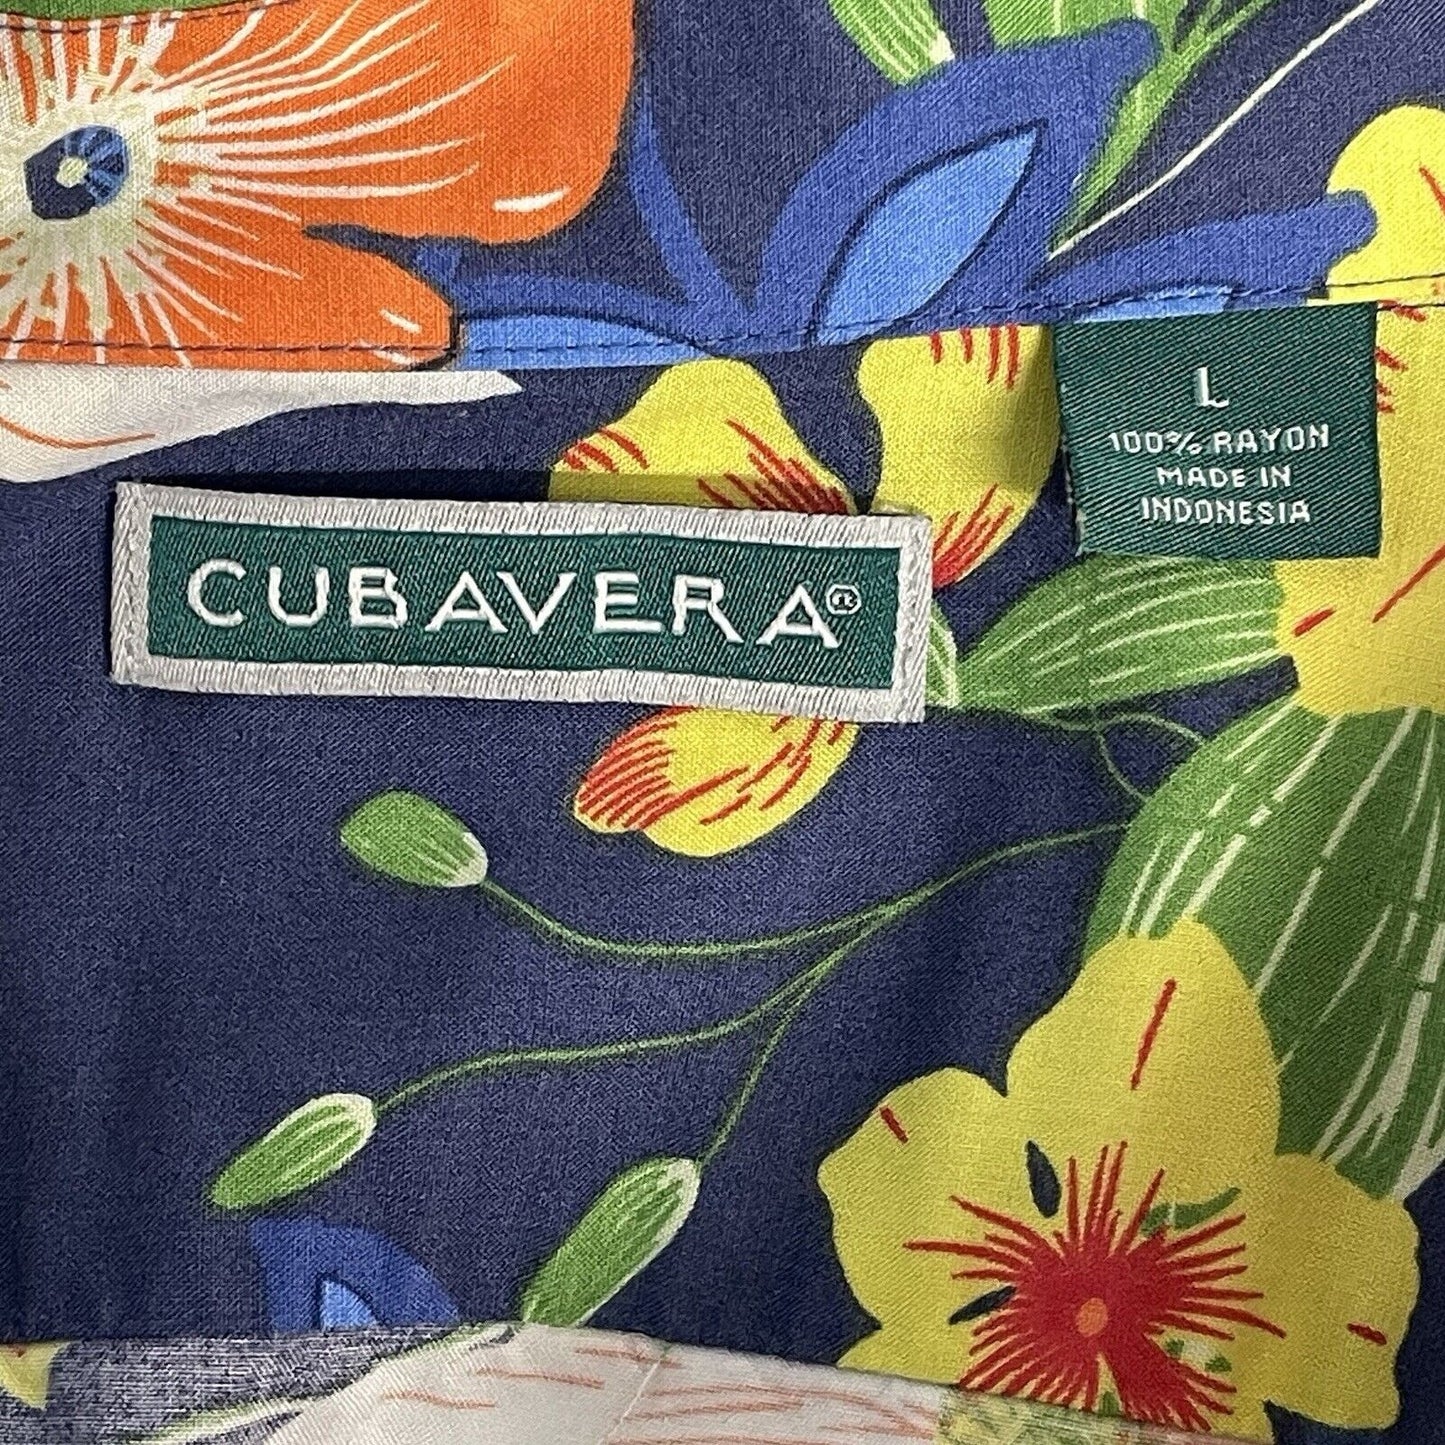 L
100% RAYON
MADE IN
INDONESIA
CUBAVERA®